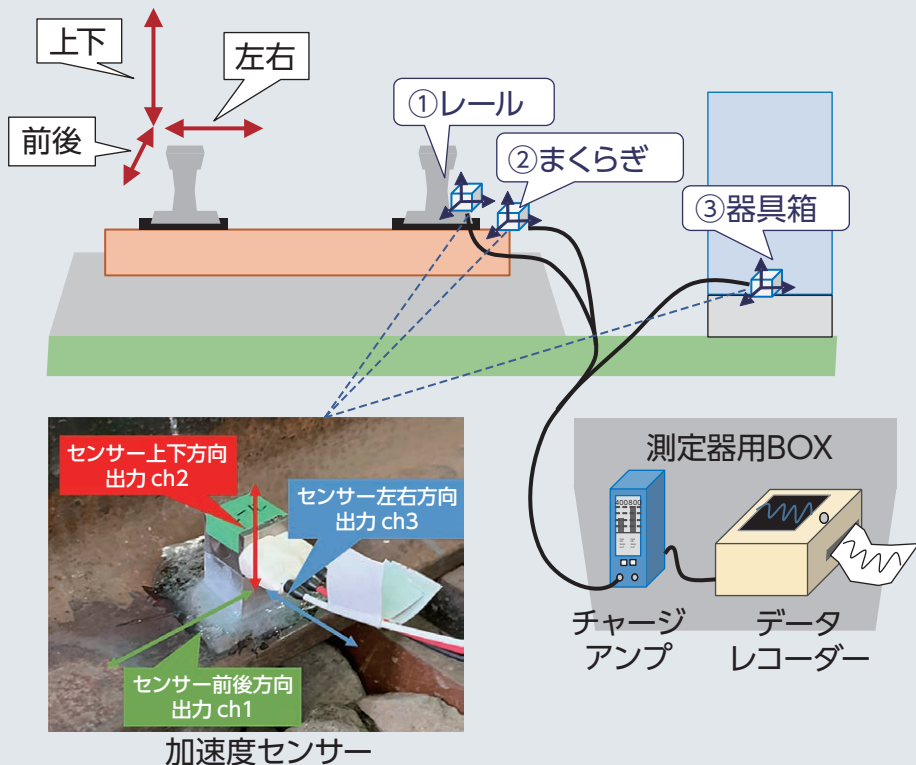 上下
左右
前後
①レール
②まくらぎ
③器具箱
センサー上下方向
出力 ch2
センサー左右方向
出力 ch3
センサー前後方向
出力 ch1
加速度センサー
測定器用BOX
400800
チャージ
アンプ
データ
レコーダー